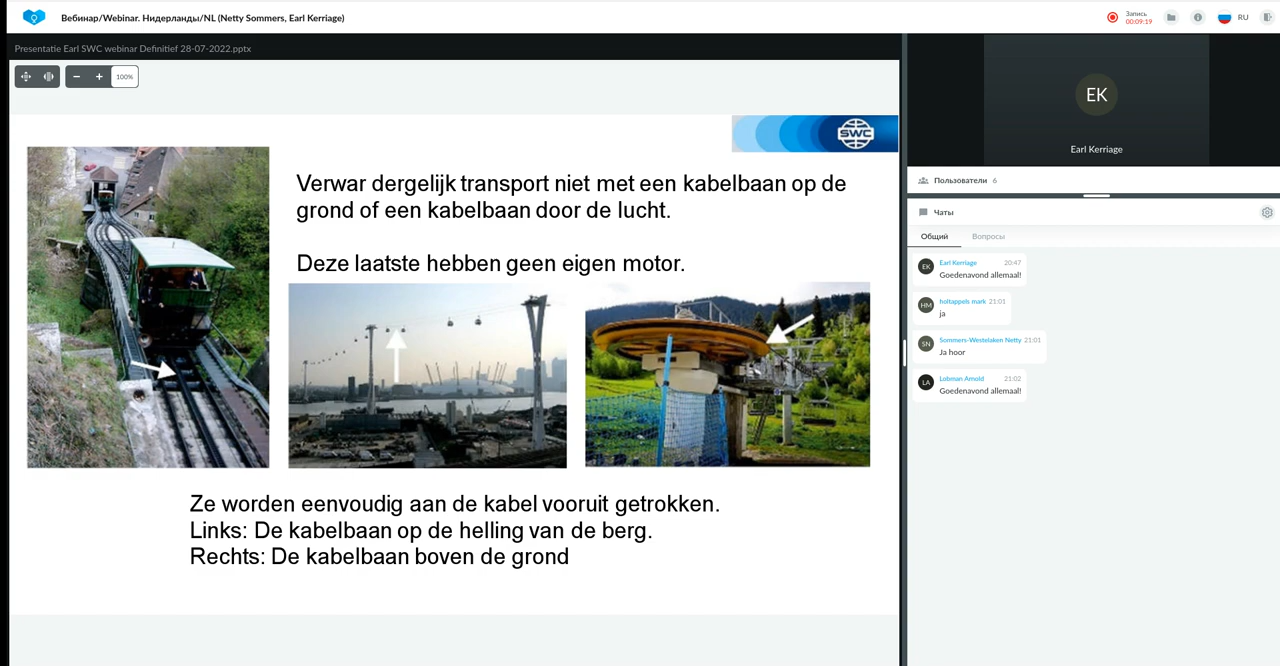 Вебинар/Webinar. Нидерланды/NL (Netty Sommers, Earl Kerriage)
Запись
00:09:19
RU
Presentatie Earl SWC webinar Definitief 28-07-2022.pptx
100%
SWC
Verwar dergelijk transport niet met een kabelbaan op de
grond of een kabelbaan door de lucht.
Deze laatste hebben geen eigen motor.
Ze worden eenvoudig aan de kabel vooruit getrokken.
Links: De kabelbaan op de helling van de berg.
Rechts: De kabelbaan boven de grond
EK
Earl Kerriage
Пользователи 6
Чаты
Общий Вопросы
EK Earl Kerriage 20:47
Goedenavond allemaal!
HM holtappels mark 21:01
ja
SN Sommers-Westelaken Netty 21:01
Ja hoor
LA Lobman Arnold 21:02
Goedenavond allemaal!